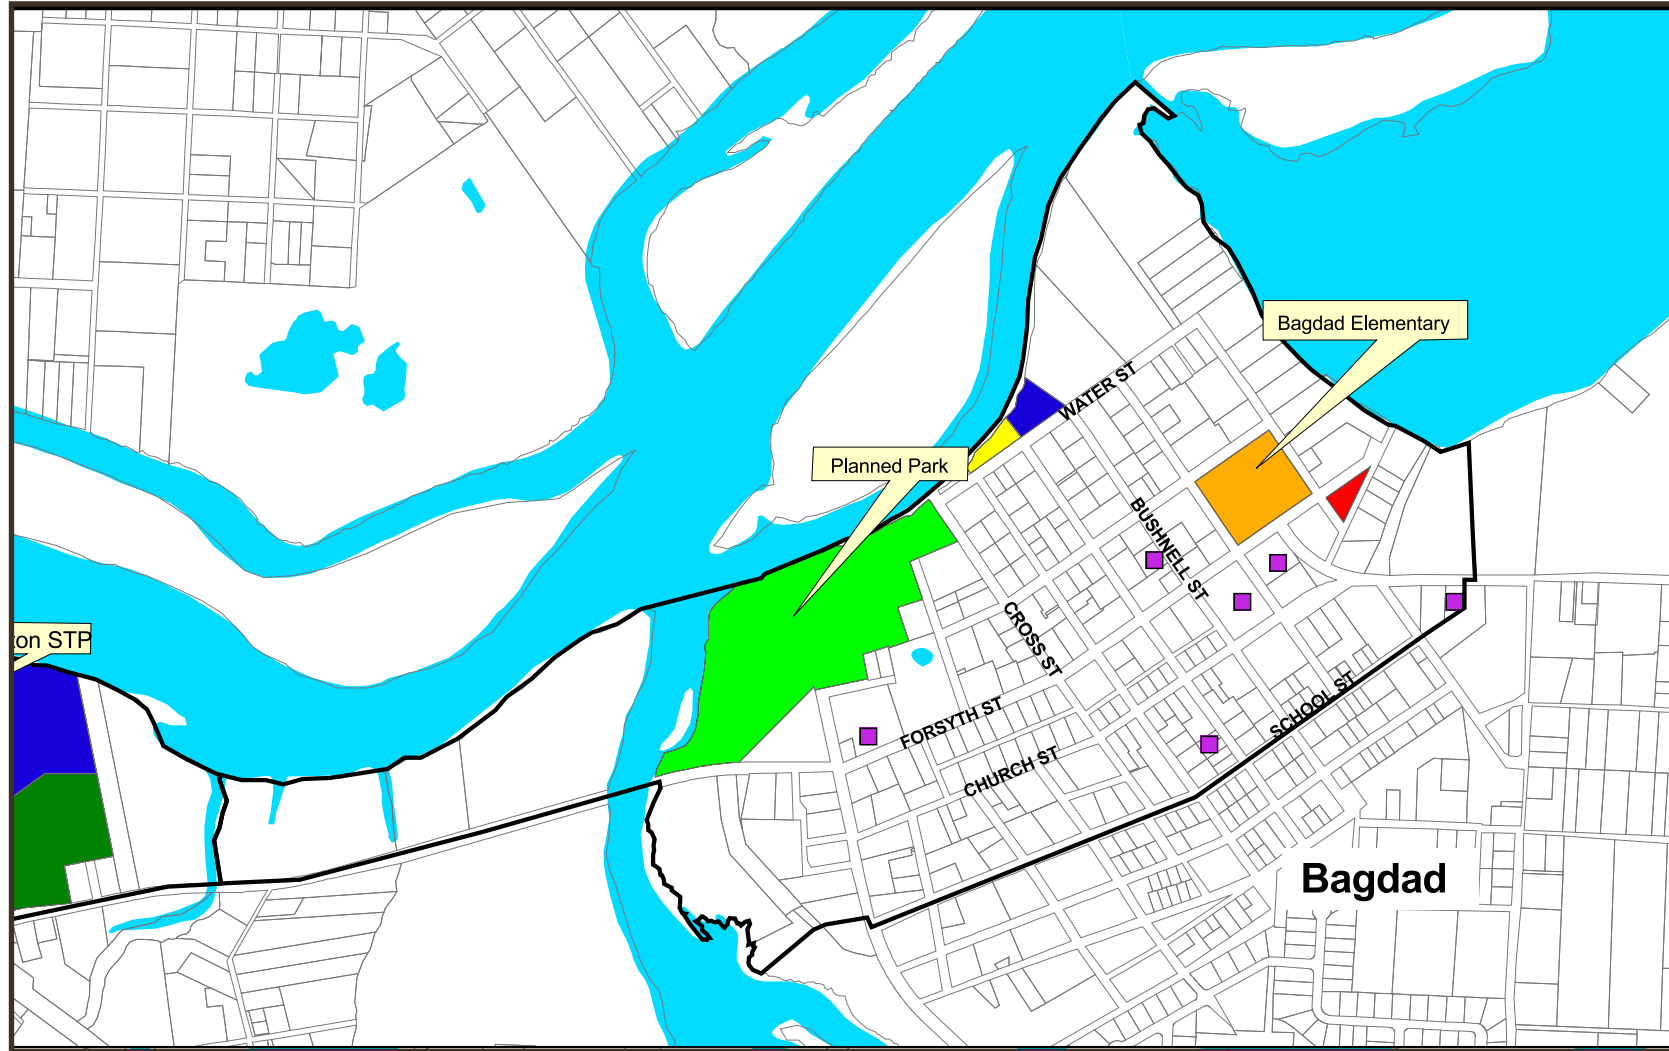 Bagdad Elementary
WATER ST
Planned Park
BUSHNELL ST
CROSS ST
ton STP
FORSYTH ST
SCHOOL ST
CHURCH ST
Bagdad